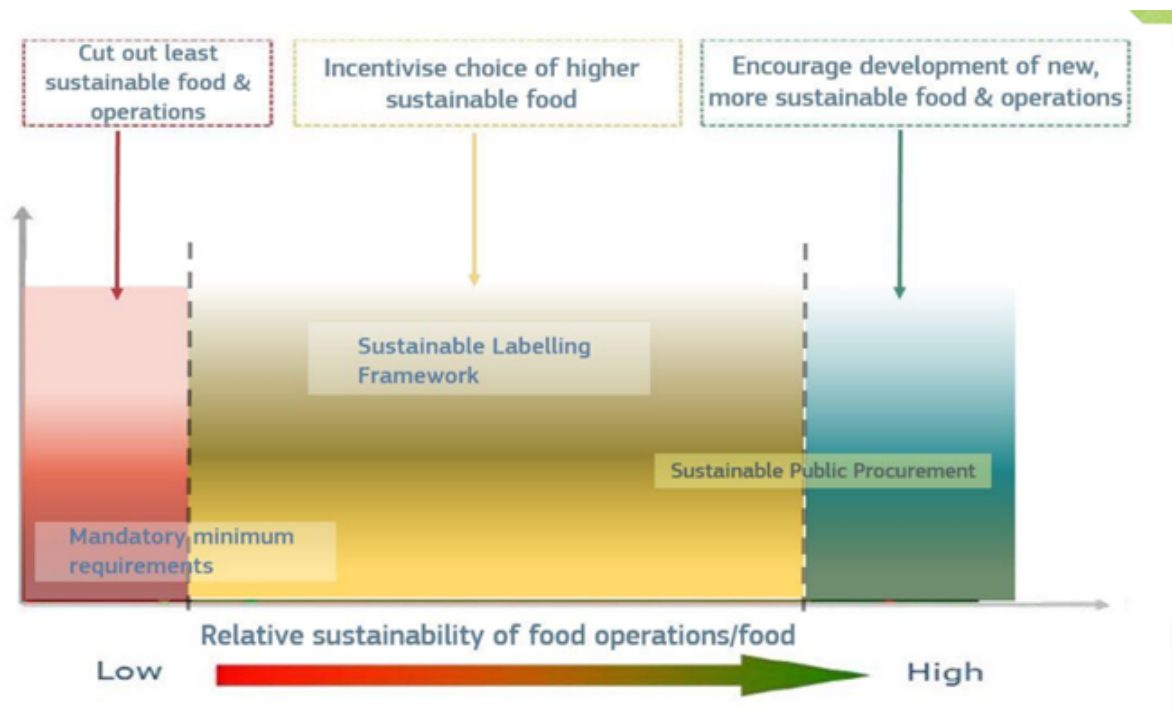 Cut out least
sustainable food &
operations
Incentivise choice of higher
sustainable food
Encourage development of new,
more sustainable food & operations
Sustainable Labelling
Framework
Sustainable Public Procurement
Mandatory minimum
requirements
Relative sustainability of food operations/food
Low
High